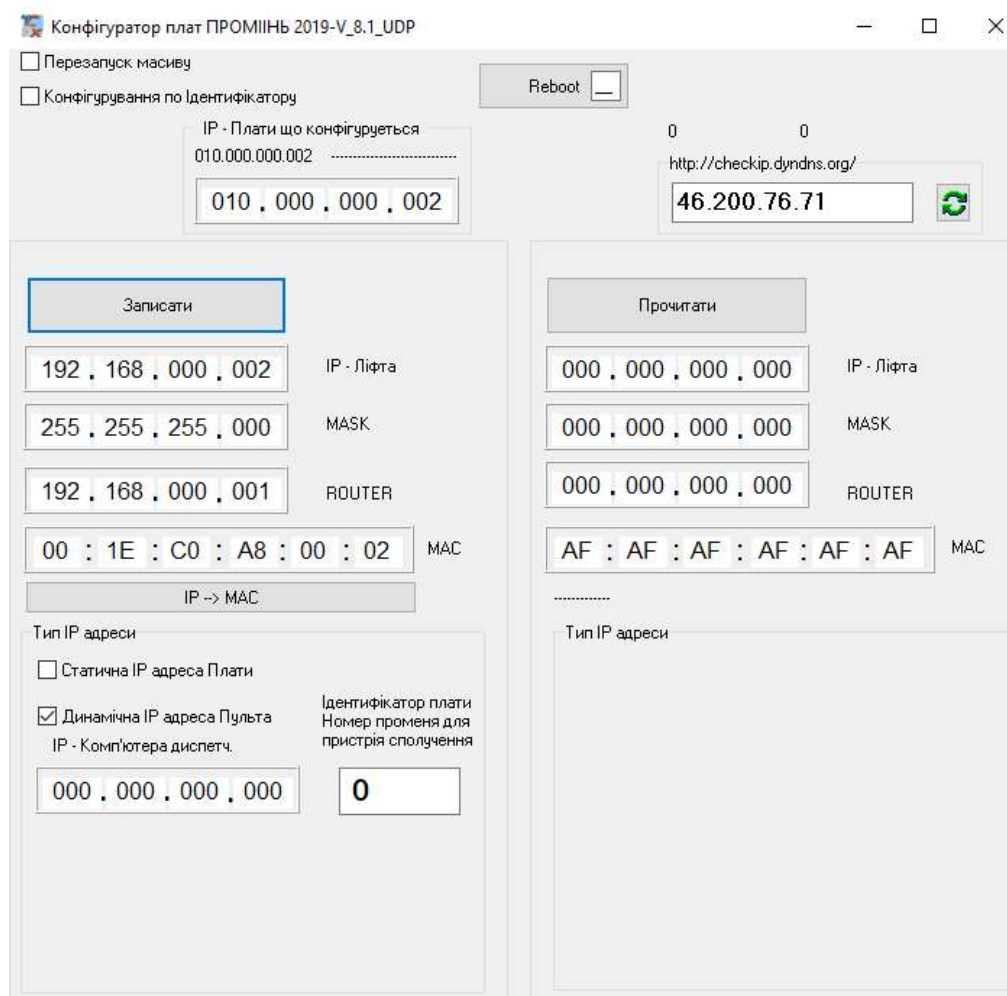 Конфігуратор плат ПРОМІІНЬ 2019-V_8.1_UDP
Перезапуск масиву
Конфігурування по Ідентифікатору
Reboot
IP - Плати що конфігуруеться
010.000.000.002 ----------------------------
010 . 000 . 000 . 002
0 0
http://checkip.dyndns.org/
46.200.76.71
Записати
192 . 168 . 000 . 002 IP - Ліфта
255 . 255 . 255 . 000 MASK
192 . 168 . 000 . 001 ROUTER
00 : 1E : C0 : A8 : 00 : 02 MAC
IP --> MAC
Тип IP адреси
Статична IP адреса Плати
Динамічна IP адреса Пульта
IP - Комп'ютера диспетч.
000 . 000 . 000 . 000
Ідентифікатор плати
Номер променя для
пристрія сполучення
0
Прочитати
000 . 000 . 000 . 000 IP - Ліфта
000 . 000 . 000 . 000 MASK
000 . 000 . 000 . 000 ROUTER
AF : AF : AF : AF : AF : AF MAC
------------
Тип IP адреси